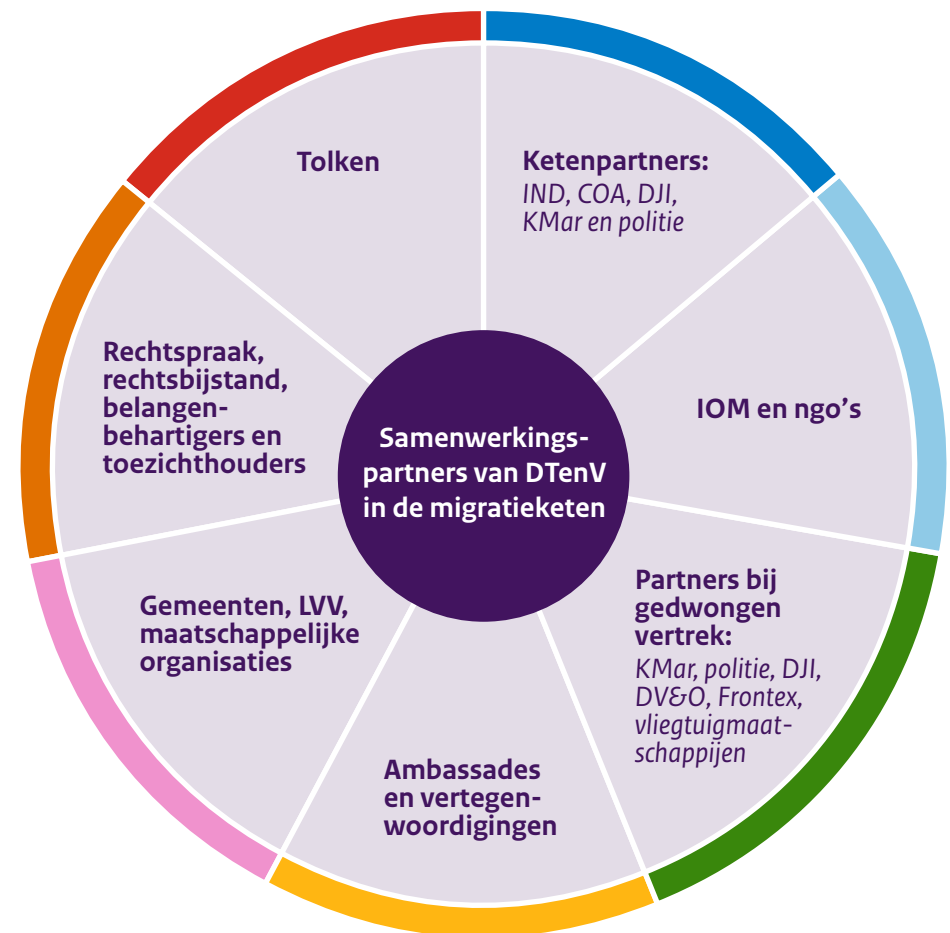 Samenwerkings-
partners van DTenV
in de migratieketen
Ketenpartners:
IND, COA, DJI,
KMar en politie
IOM en ngo's
Partners bij
gedwongen
vertrek:
KMar, politie, DJI,
DV&O, Frontex,
vliegtuigmaat-
schappijen
Ambassades
en vertegen-
woordigingen
Gemeenten, LVV,
maatschappelijke
organisaties
Rechtspraak,
rechtsbijstand,
belangen-
behartigers en
toezichthouders
Tolken